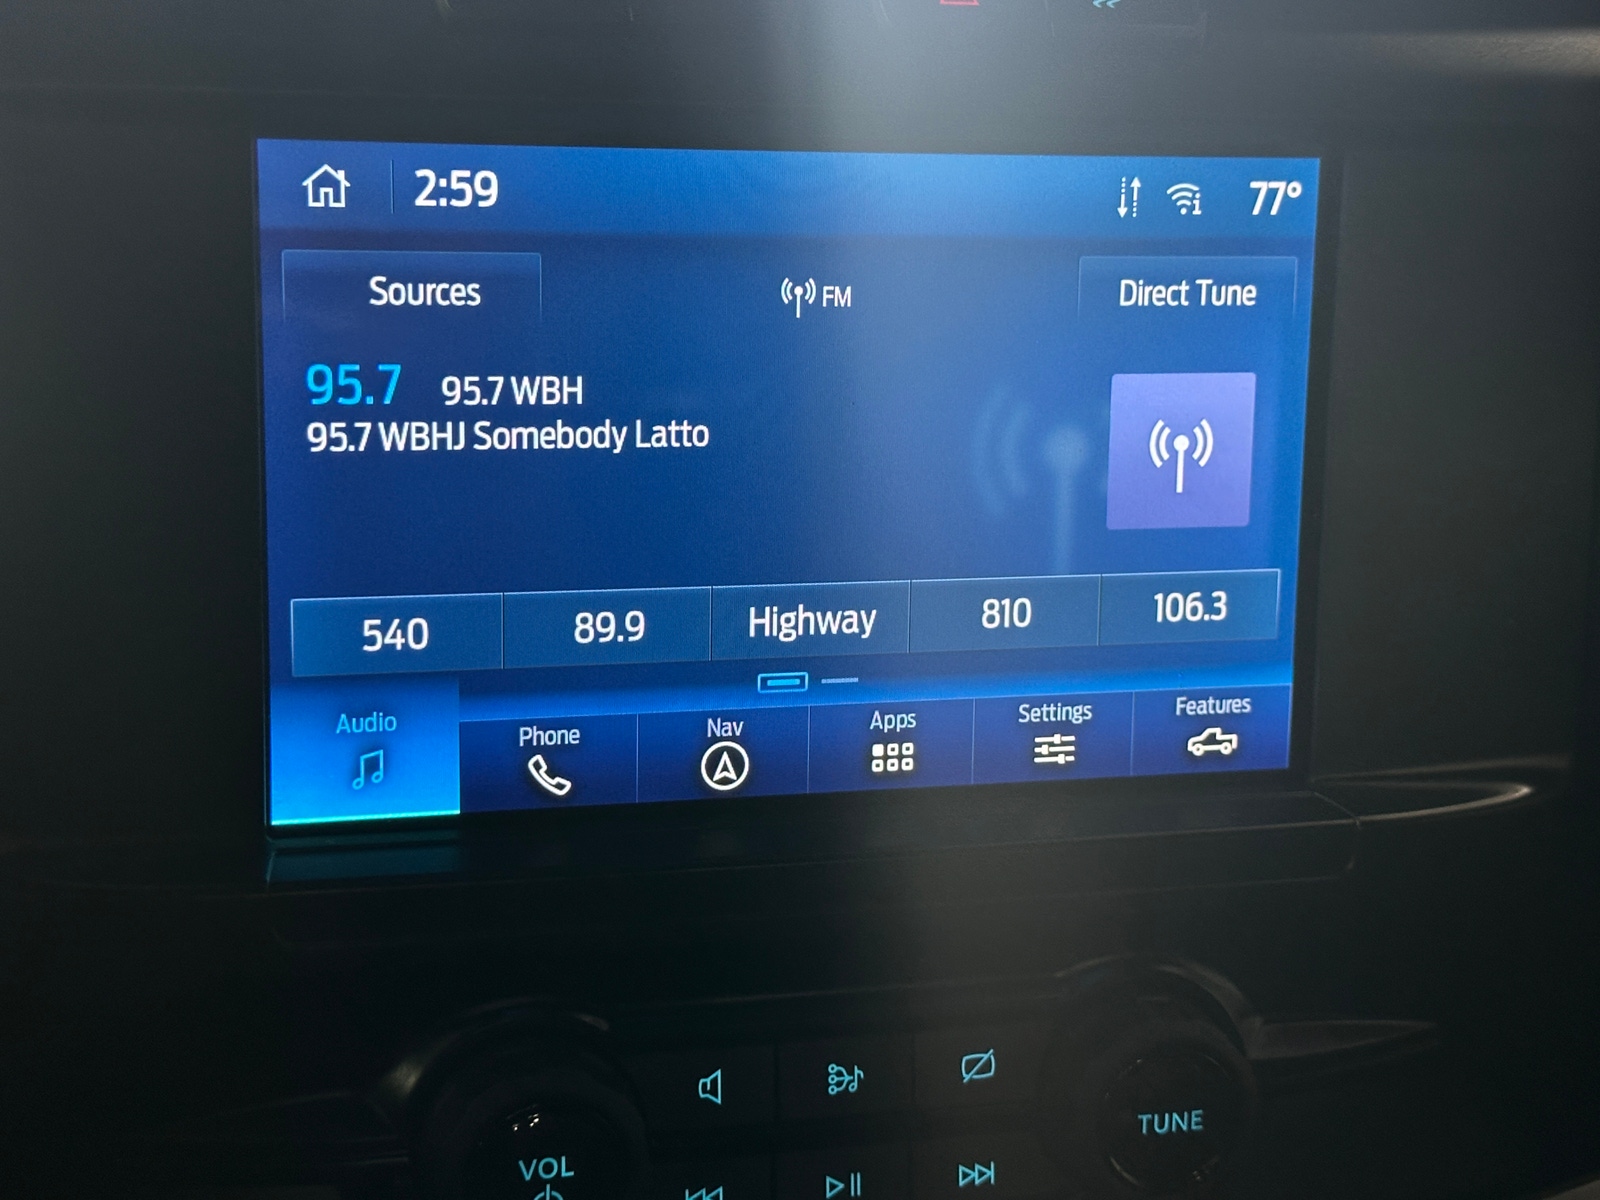 2:59 77°
Sources FM Direct Tune
95.7 95.7 WBH
95.7 WBHJ Somebody Latto
540 89.9 Highway 810 106.3
Audio Phone Nav Apps Settings Features
TUNE
VOL